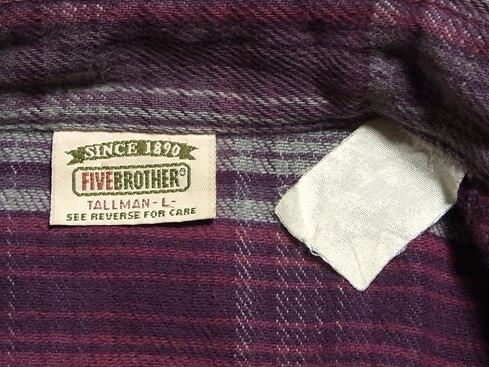 SINCE 1890
FIVEBROTHER®
TALLMAN-L-
SEE REVERSE FOR CARE